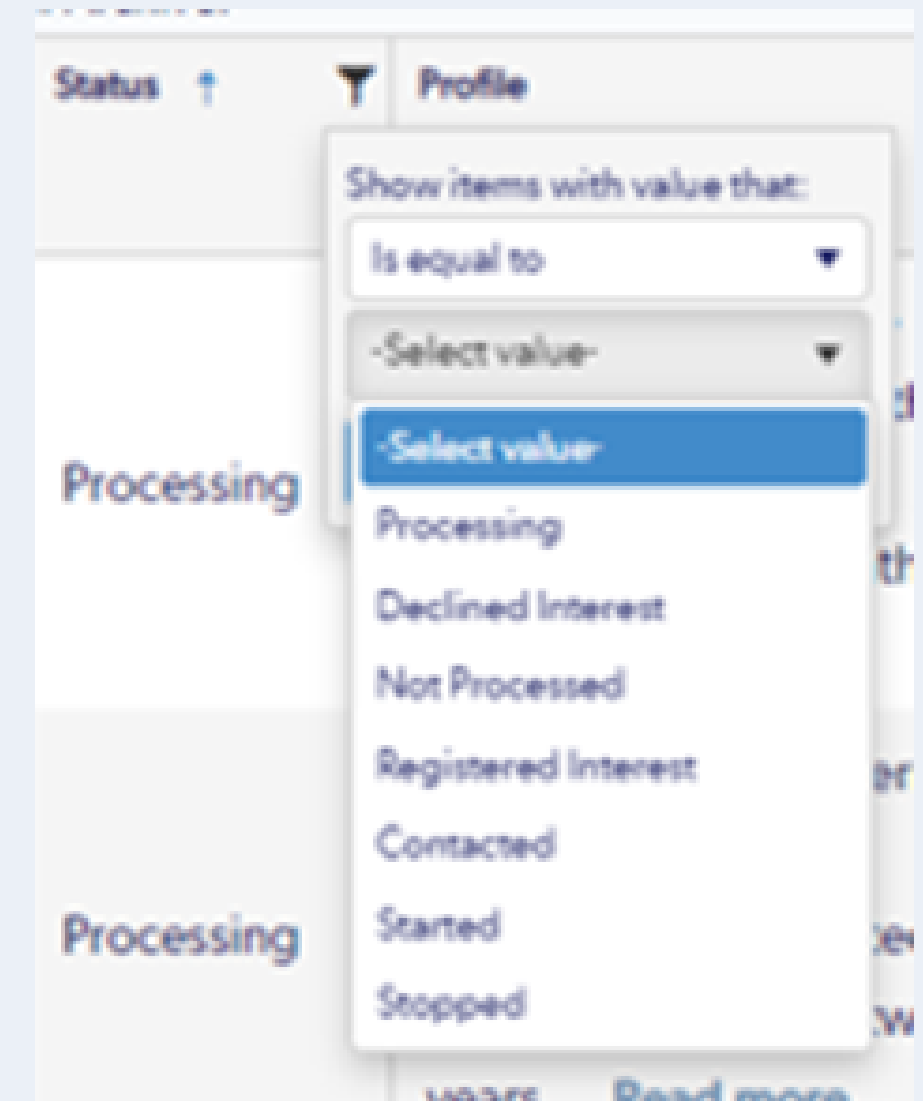 Status ↑ Profile
Show items with value that:
Is equal to
-Select value-
-Select value-
Processing
Processing
Declined Interest
Not Processed
Registered Interest
Contacted
Processing
Started
Stopped
years Read more